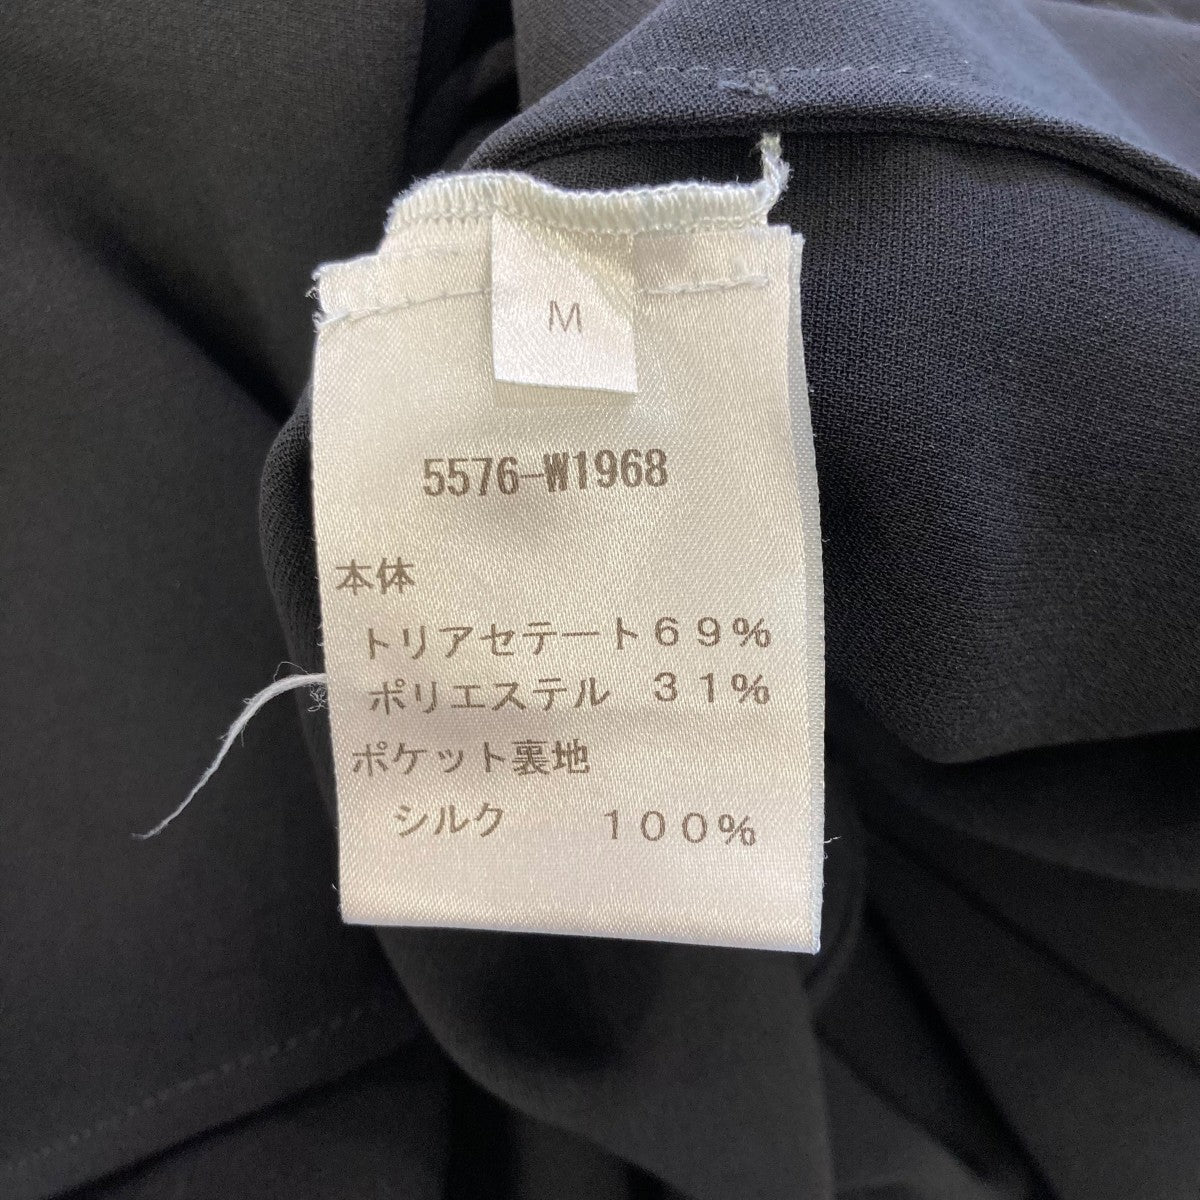 M
5576-W1968
本体
トリアセテート69%
ポリエステル 31%
ポケット裏地
シルク 100%